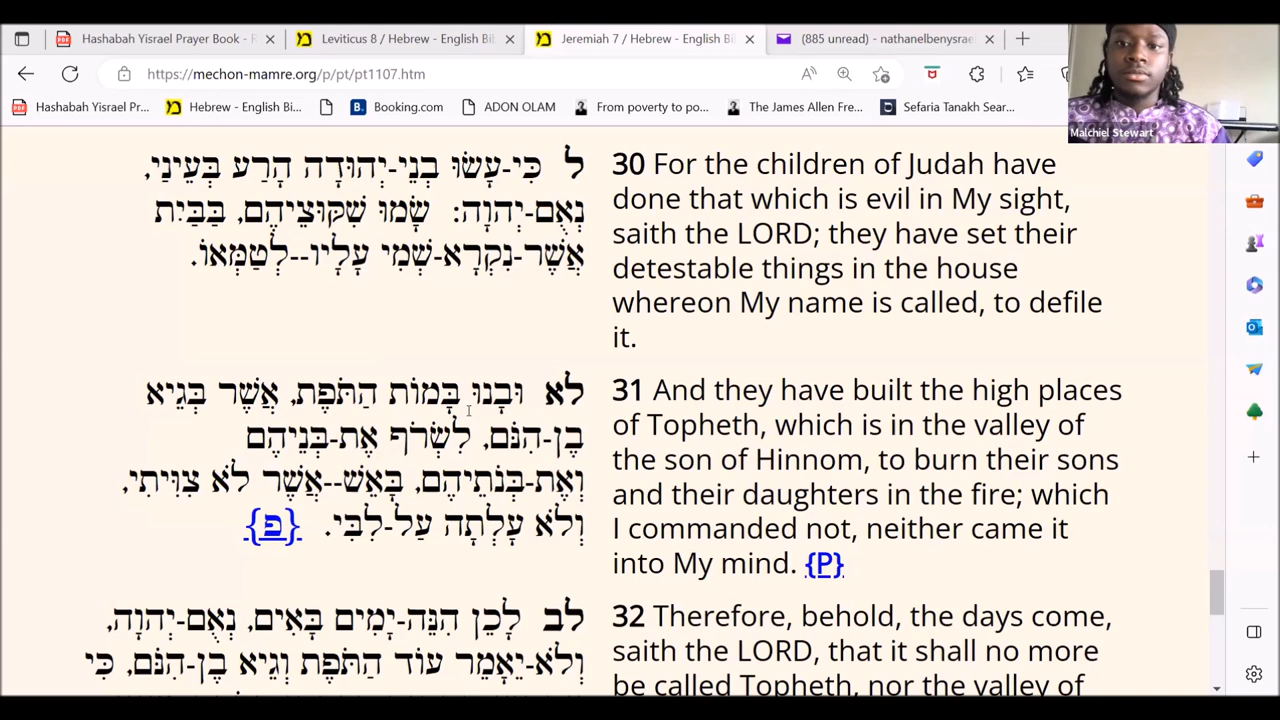 Hashabah Yisrael Prayer Book - R
Leviticus 8 / Hebrew - English Bi
Jeremiah 7 / Hebrew - English Bi
(885 unread) - nathanelbenysrae
https://mechon-mamre.org/p/pt/pt1107.htm
Hashabah Yisrael Pr...
Hebrew - English Bi...
Booking.com
ADON OLAM
From poverty to po...
The James Allen Fre...
Sefaria Tanakh Sear...
Malchiel Stewart
ל כִּי-עָשׂוּ בְנֵי-יְהוּדָה הָרַע בְּעֵינַי,
נְאֻם-יְהוָה: שָׂמוּ שִׁקּוּצֵיהֶם, בַּבַּיִת
אֲשֶׁר-נִקְרָא-שְׁמִי עָלָיו--לְטַמְּאוֹ.
30 For the children of Judah have
done that which is evil in My sight,
saith the LORD; they have set their
detestable things in the house
whereon My name is called, to defile
it.
לא וּבָנוּ בָּמוֹת הַתֹּפֶת, אֲשֶׁר בְּגֵיא
בֶן-הִנֹּם, לִשְׂרֹף אֶת-בְּנֵיהֶם
וְאֶת-בְּנֹתֵיהֶם, בָּאֵשׁ--אֲשֶׁר לֹא צִוִּיתִי,
וְלֹא עָלְתָה עַל-לִבִּי. {פ}
31 And they have built the high places
of Topheth, which is in the valley of
the son of Hinnom, to burn their sons
and their daughters in the fire; which
I commanded not, neither came it
into My mind. {P}
לב לָכֵן הִנֵּה-יָמִים בָּאִים, נְאֻם-יְהוָה,
וְלֹא-יֵאָמֵר עוֹד הַתֹּפֶת וְגֵיא בֶן-הִנֹּם, כִּי
32 Therefore, behold, the days come,
saith the LORD, that it shall no more
be called Topheth, nor the valley of